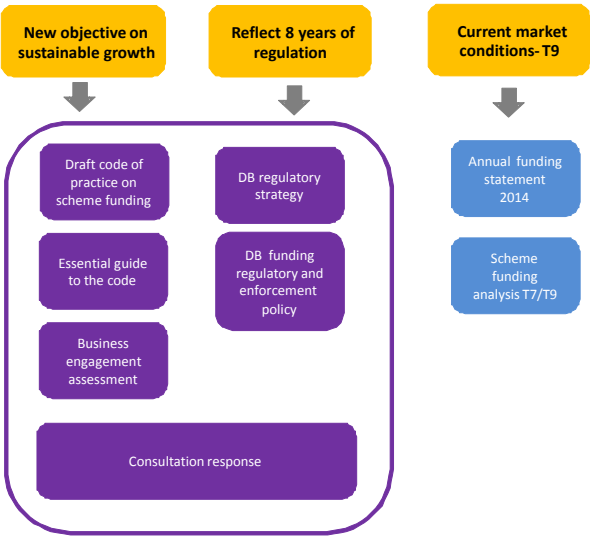 New objective on
sustainable growth
Reflect 8 years of
regulation
Current market
conditions- T9
Draft code of
practice on
scheme funding
DB regulatory
strategy
Annual funding
statement
2014
Essential guide
to the code
DB funding
regulatory and
enforcement
policy
Scheme
funding
analysis T7/T9
Business
engagement
assessment
Consultation response